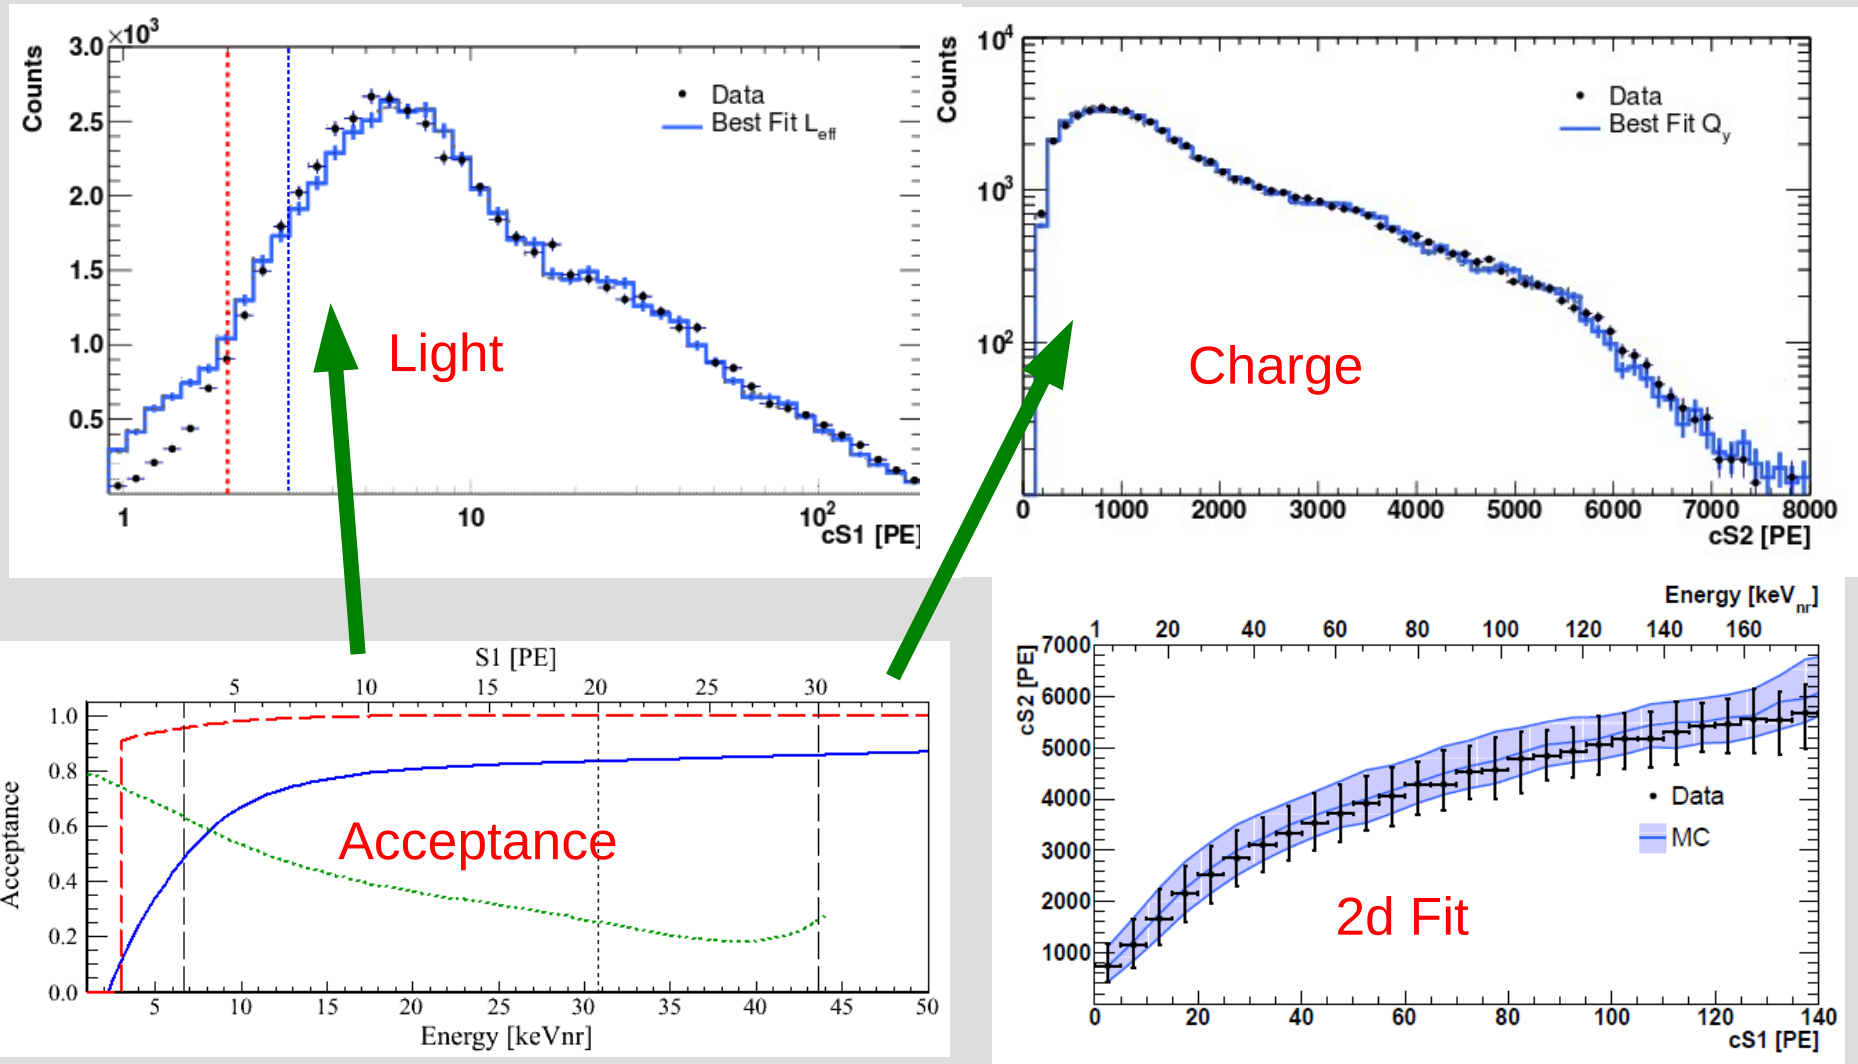 ×10³
Counts
3.0
2.5
2.0
1.5
1.0
0.5
Data
Best Fit L_eff
Light
1 10 10²
cS1 [PE]
Counts
10⁴
10³
10²
Data
Best Fit Q_y
Charge
0 1000 2000 3000 4000 5000 6000 7000 8000
cS2 [PE]
S1 [PE]
5 10 15 20 25 30
Acceptance
1.0
0.8
0.6
0.4
0.2
0.0
Acceptance
5 10 15 20 25 30 35 40 45 50
Energy [keVnr]
Energy [keV_nr]
1 20 40 60 80 100 120 140 160
cS2 [PE]
7000
6000
5000
4000
3000
2000
1000
Data
MC
2d Fit
0 20 40 60 80 100 120 140
cS1 [PE]